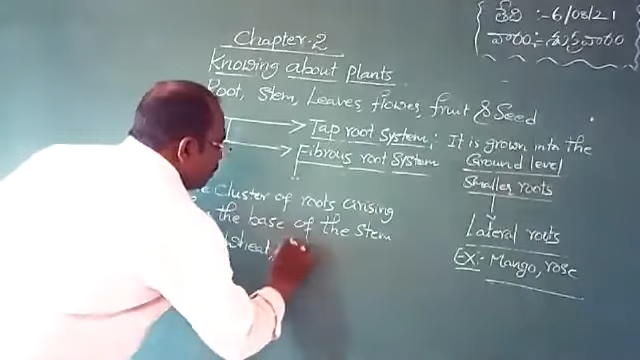 తేది :-6/08/21
వారం:- శుక్రవారం
Chapter-2
Knowing about Plants
Root, Stem, Leaves, flower, fruit & Seed
Tap root System; It is grown into the
Ground level
Fibrous root System
Smaller roots
Cluster of roots arising
the base of the Stem
Lateral roots
EX:- Mango, rose